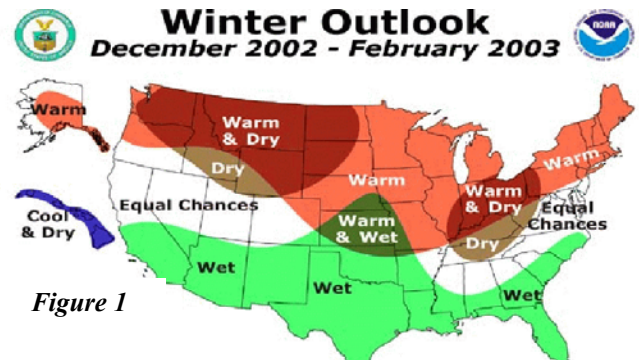 Winter Outlook
December 2002 - February 2003
NOAA
Warm
Warm
& Dry
Dry
Warm
Warm
Warm
& Dry
Equal Chances
Equal
Chances
Cool
& Dry
Warm
& Wet
Dry
Wet
Wet
Wet
Figure 1